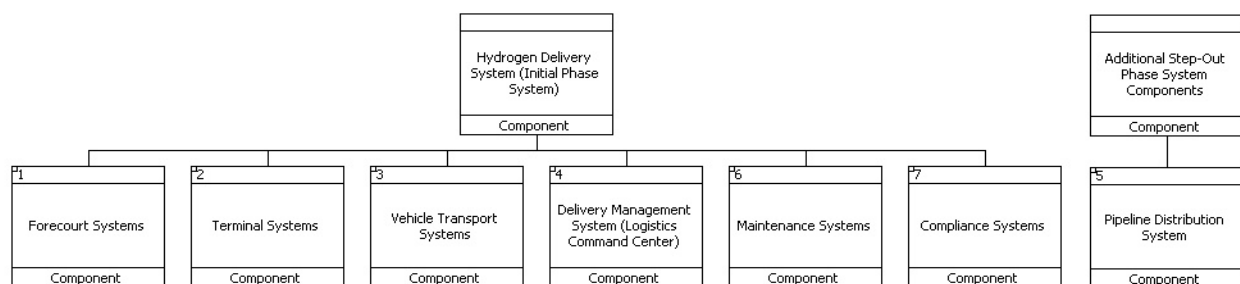 Hydrogen Delivery
System (Initial Phase
System)
Component
Additional Step-Out
Phase System
Components
Component
1
Forecourt Systems
Component
2
Terminal Systems
Component
3
Vehicle Transport
Systems
Component
4
Delivery Management
System (Logistics
Command Center)
Component
6
Maintenance Systems
Component
7
Compliance Systems
Component
5
Pipeline Distribution
System
Component